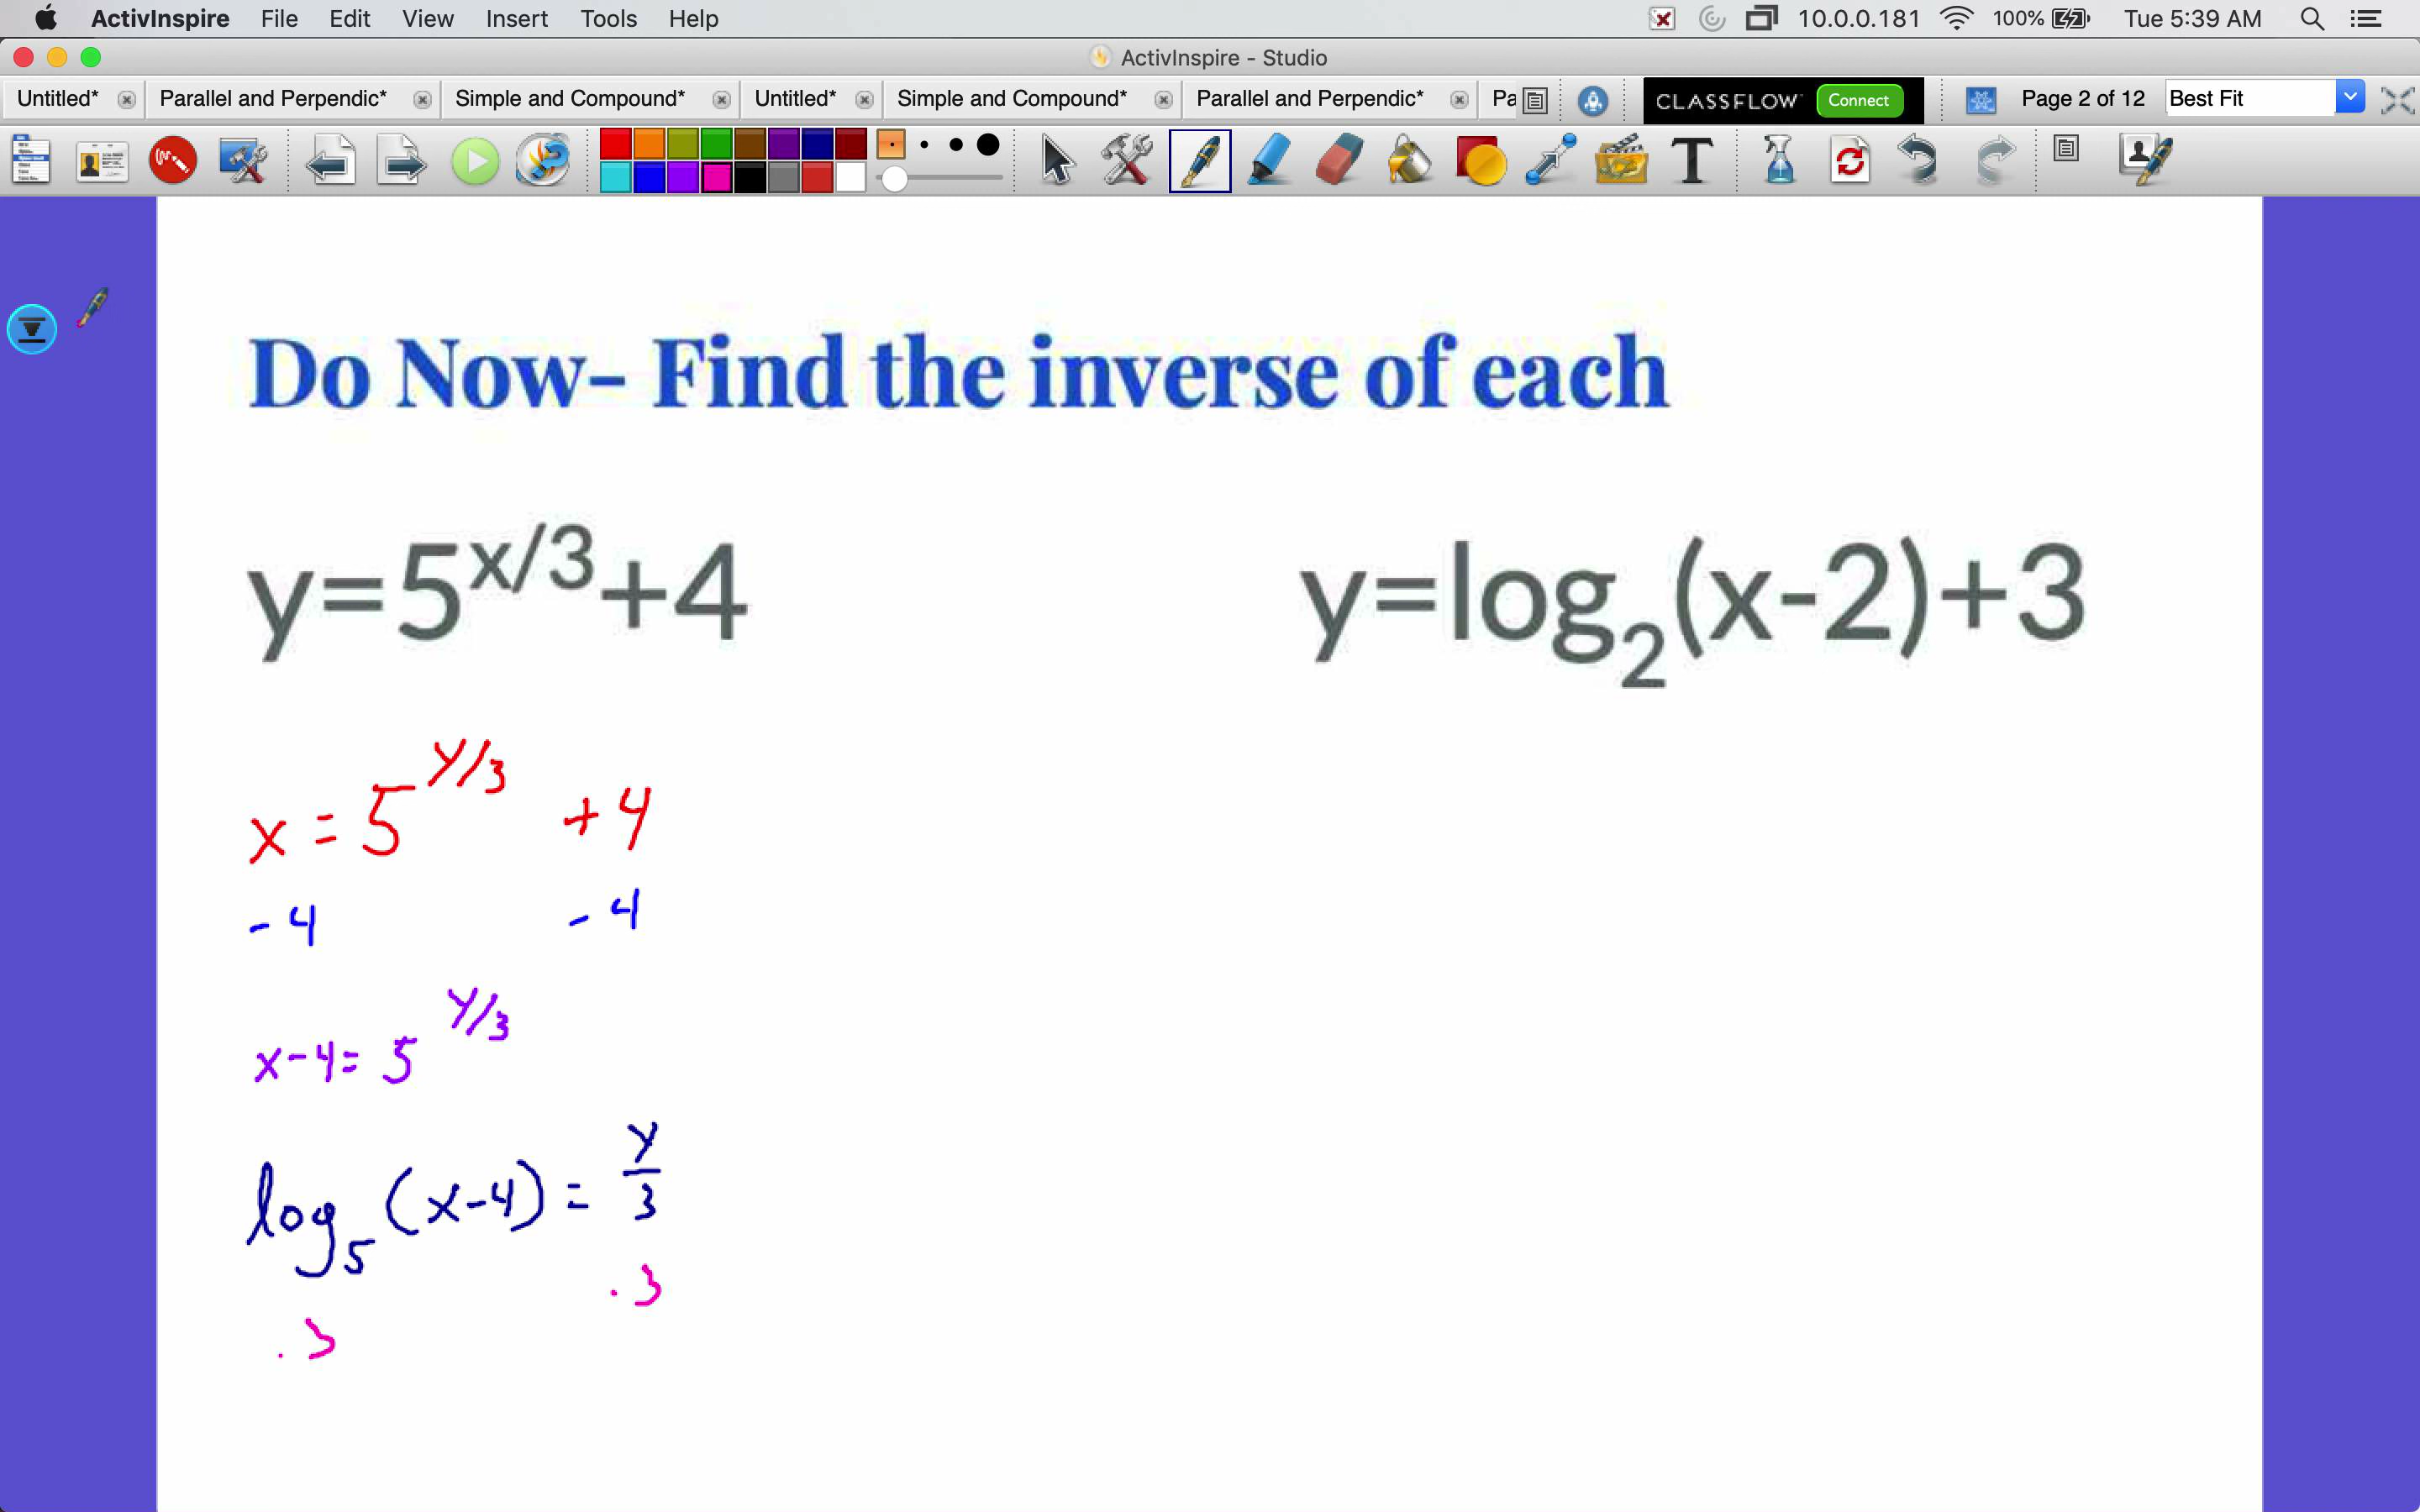 ActivInspire File Edit View Insert Tools Help 10.0.0.181 100% Tue 5:39 AM
ActivInspire - Studio
Untitled* Parallel and Perpendic* Simple and Compound* Untitled* Simple and Compound* Parallel and Perpendic* Pa CLASSFLOW Connect Page 2 of 12 Best Fit
T
Do Now- Find the inverse of each
y=5^{x/3}+4
y=log₂(x-2)+3
x = 5^{y/3} +4
-4 -4
x-4=5^{y/3}
log₅(x-4) = y/3
.3 .3